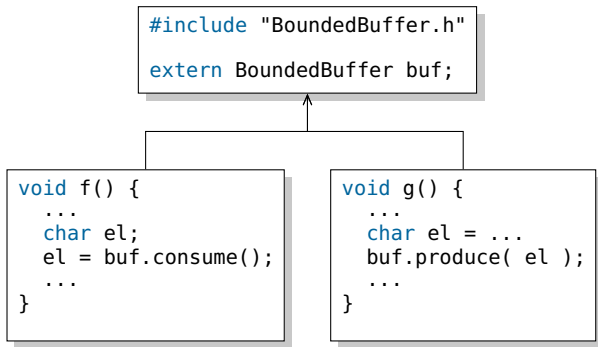 #include "BoundedBuffer.h"
extern BoundedBuffer buf;
void f() {
  ...
  char el;
  el = buf.consume();
  ...
}
void g() {
  ...
  char el = ...
  buf.produce( el );
  ...
}